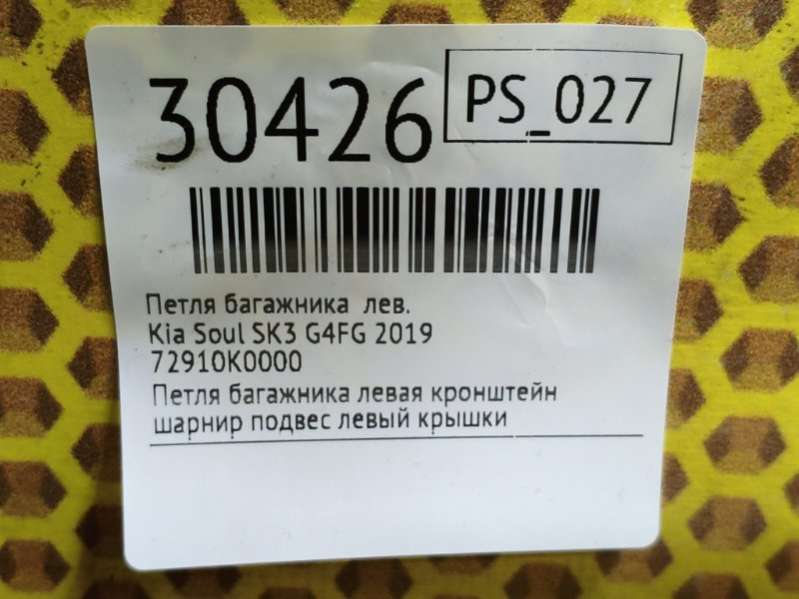 30426
PS_027
Петля багажника лев.
Kia Soul SK3 G4FG 2019
72910K0000
Петля багажника левая кронштейн
шарнир подвес левый крышки